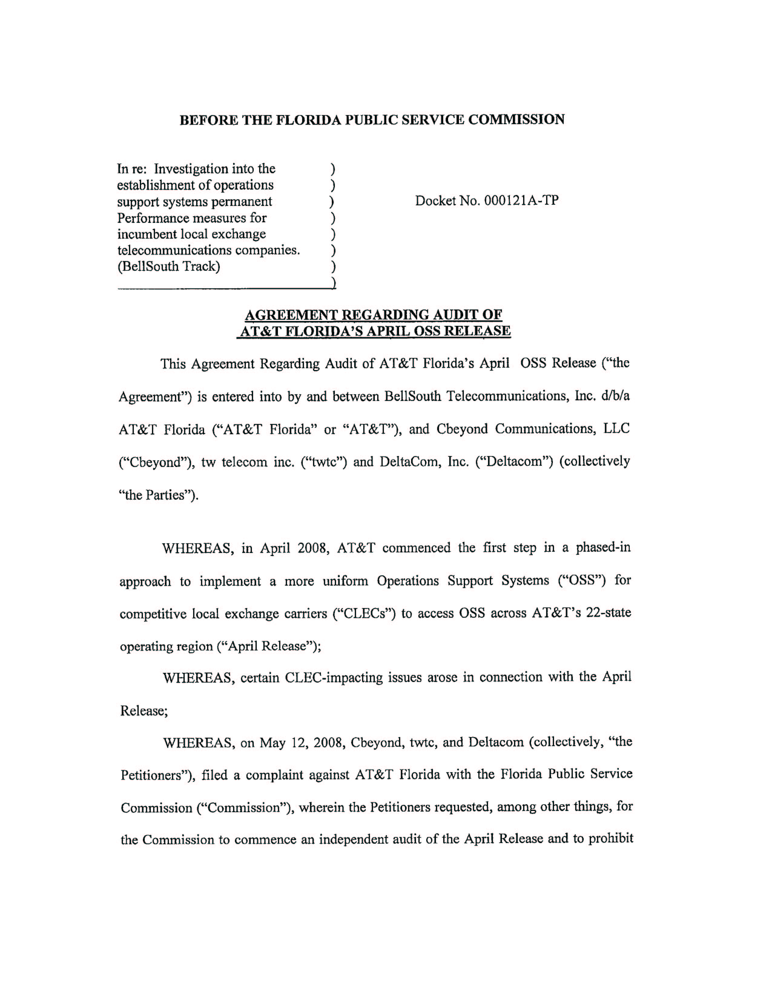 BEFORE THE FLORIDA PUBLIC SERVICE COMMISSION
In re: Investigation into the )
establishment of operations )
support systems permanent ) Docket No. 000121A-TP
Performance measures for )
incumbent local exchange )
telecommunications companies. )
(BellSouth Track) )
)
AGREEMENT REGARDING AUDIT OF
AT&T FLORIDA'S APRIL OSS RELEASE
This Agreement Regarding Audit of AT&T Florida's April OSS Release ("the
Agreement") is entered into by and between BellSouth Telecommunications, Inc. d/b/a
AT&T Florida ("AT&T Florida" or "AT&T"), and Cbeyond Communications, LLC
("Cbeyond"), tw telecom inc. ("twtc") and DeltaCom, Inc. ("Deltacom") (collectively
"the Parties").
WHEREAS, in April 2008, AT&T commenced the first step in a phased-in
approach to implement a more uniform Operations Support Systems ("OSS") for
competitive local exchange carriers ("CLECs") to access OSS across AT&T's 22-state
operating region ("April Release");
WHEREAS, certain CLEC-impacting issues arose in connection with the April
Release;
WHEREAS, on May 12, 2008, Cbeyond, twtc, and Deltacom (collectively, "the
Petitioners"), filed a complaint against AT&T Florida with the Florida Public Service
Commission ("Commission"), wherein the Petitioners requested, among other things, for
the Commission to commence an independent audit of the April Release and to prohibit